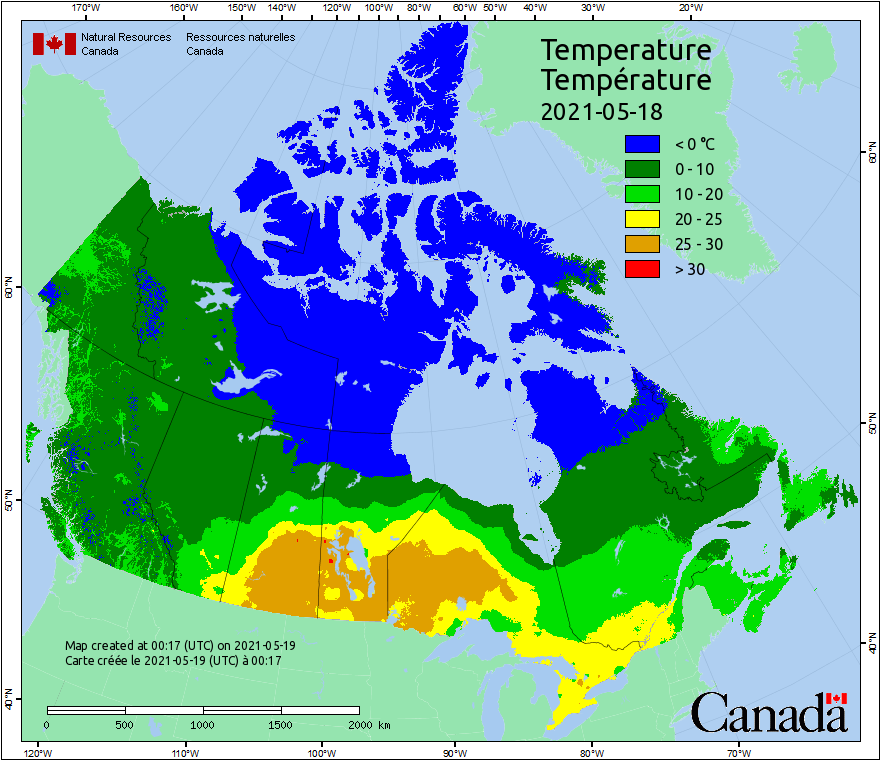 170°W 160°W 150°W 140°W 130°W 120°W 110°W 100°W 90°W 80°W 70°W 60°W 50°W 40°W 30°W 20°W
Natural Resources Ressources naturelles
Canada Canada
Temperature
Température
2021-05-18
< 0 °C
0 - 10
10 - 20
20 - 25
25 - 30
> 30
60°N 60°N
50°N 50°N
40°N 40°N
Map created at 00:17 (UTC) on 2021-05-19
Carte créée le 2021-05-19 (UTC) à 00:17
0 500 1000 1500 2000 km
Canada
120°W 110°W 100°W 90°W 80°W 70°W